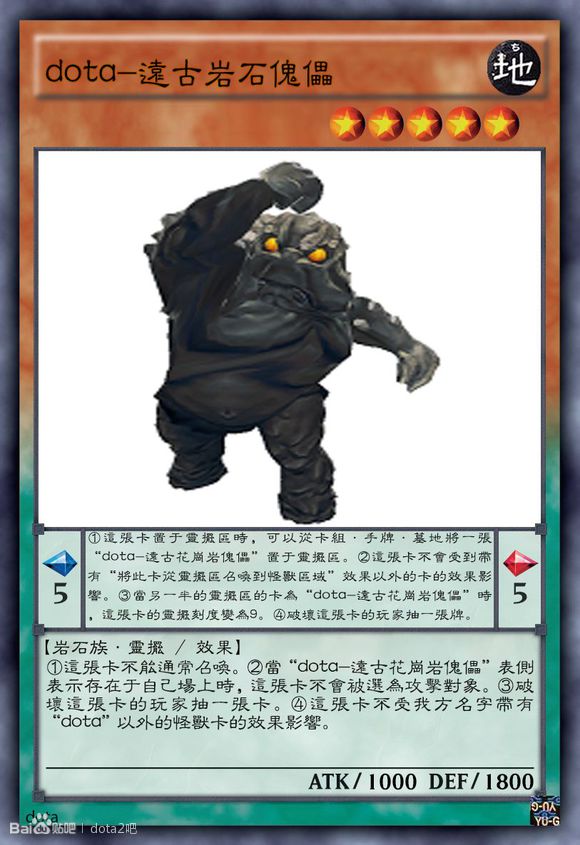 dota-遠古岩石傀儡
ち
地
①這張卡置于靈擺區時，可以從卡組·手牌·墓地將一張
“dota-遠古花崗岩傀儡”置于靈擺區。②這張卡不會受到帶
有“將此卡從靈擺區召喚到怪獸區域”效果以外的卡的效果影
響。③當另一半的靈擺區的卡為“dota-遠古花崗岩傀儡”時
，這張卡的靈擺刻度變為9。④破壞這張卡的玩家抽一張牌。
5
5
【岩石族·靈擺 / 效果】
①這張卡不能通常召喚。②當“dota-遠古花崗岩傀儡”表側
表示存在于自己場上時，這張卡不會被選為攻擊對象。③破
壞這張卡的玩家抽一張卡。④這張卡不受我方名字帶有
“dota”以外的怪獸卡的效果影響。
ATK/1000 DEF/1800
dota
Bai贴吧 | dota2吧
YU-G
YU-G